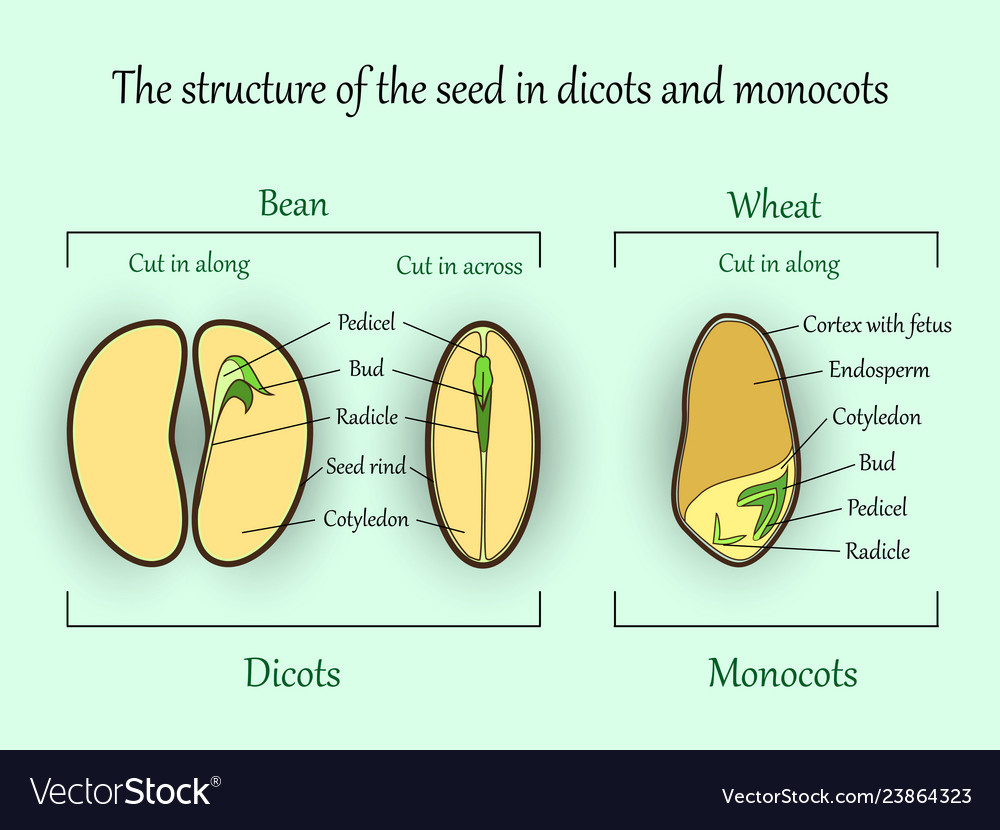 The structure of the seed in dicots and monocots
Bean
Wheat
Cut in along
Cut in across
Cut in along
Pedicel
Bud
Radicle
Seed rind
Cotyledon
Cortex with fetus
Endosperm
Cotyledon
Bud
Pedicel
Radicle
Dicots
Monocots
VectorStock®
VectorStock.com/23864323